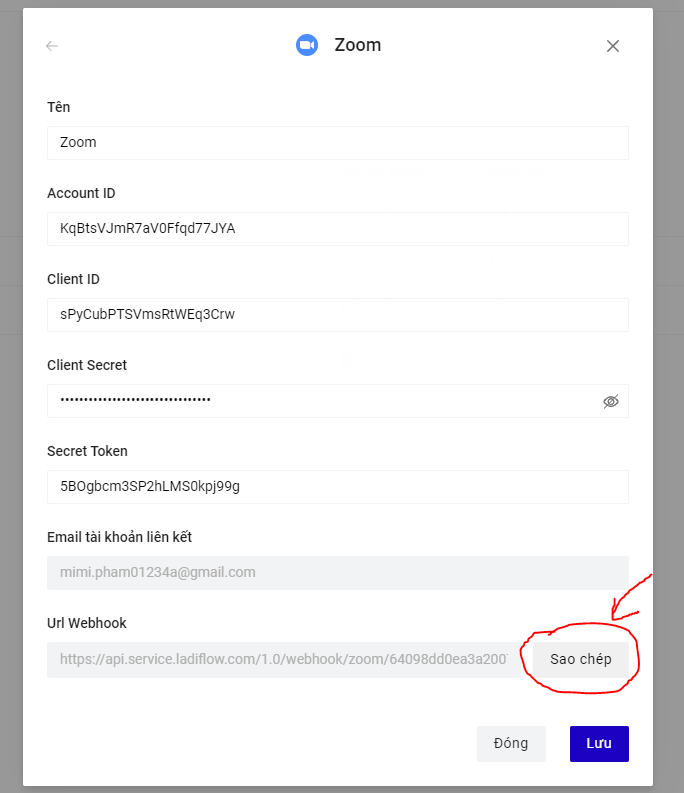 Zoom
Tên
Zoom
Account ID
KqBtsVJmR7aV0Ffqd77JYA
Client ID
sPyCubPTSVmsRtWEq3Crw
Client Secret
••••••••••••••••••••••••••••••••
Secret Token
5BOgbcm3SP2hLMS0kpj99g
Email tài khoản liên kết
mimi.pham01234a@gmail.com
Url Webhook
https://api.service.ladiflow.com/1.0/webhook/zoom/64098dd0ea3a200 Sao chép
Đóng Lưu